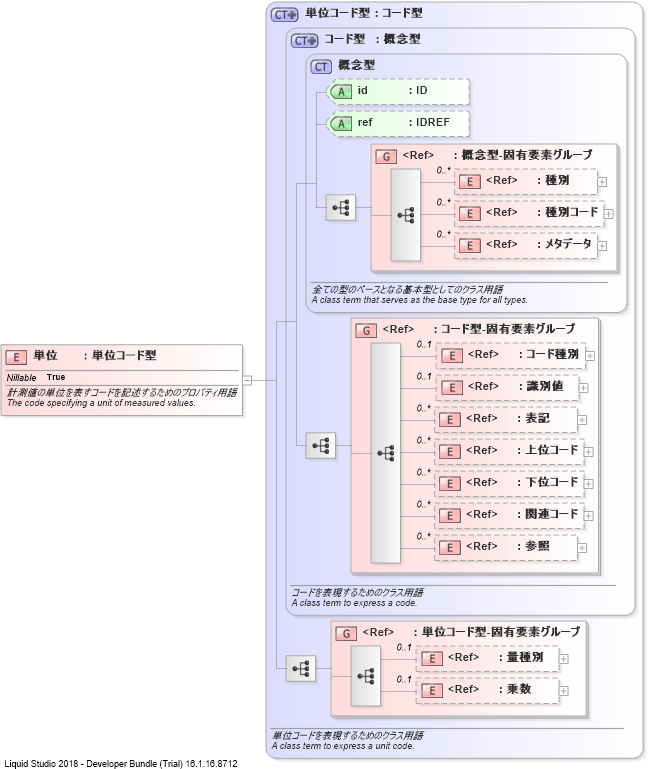 CT 単位コード型 : コード型
CT コード型 : 概念型
CT 概念型
A id : ID
A ref : IDREF
G <Ref> : 概念型-固有要素グループ
0..*
E <Ref> : 種別
0..*
E <Ref> : 種別コード
0..*
E <Ref> : メタデータ
全ての型のベースとなる基本型としてのクラス用語
A class term that serves as the base type for all types.
G <Ref> : コード型-固有要素グループ
0..1
E <Ref> : コード種別
0..1
E <Ref> : 識別値
0..*
E <Ref> : 表記
0..*
E <Ref> : 上位コード
0..*
E <Ref> : 下位コード
0..*
E <Ref> : 関連コード
0..*
E <Ref> : 参照
コードを表現するためのクラス用語
A class term to express a code.
E 単位 : 単位コード型
Nillable True
計測値の単位を表すコードを記述するためのプロパティ用語
The code specifying a unit of measured values.
G <Ref> : 単位コード型-固有要素グループ
0..1
E <Ref> : 量種別
0..1
E <Ref> : 乗数
単位コードを表現するためのクラス用語
A class term to express a unit code.
Liquid Studio 2018 - Developer Bundle (Trial) 16.1.16.8712